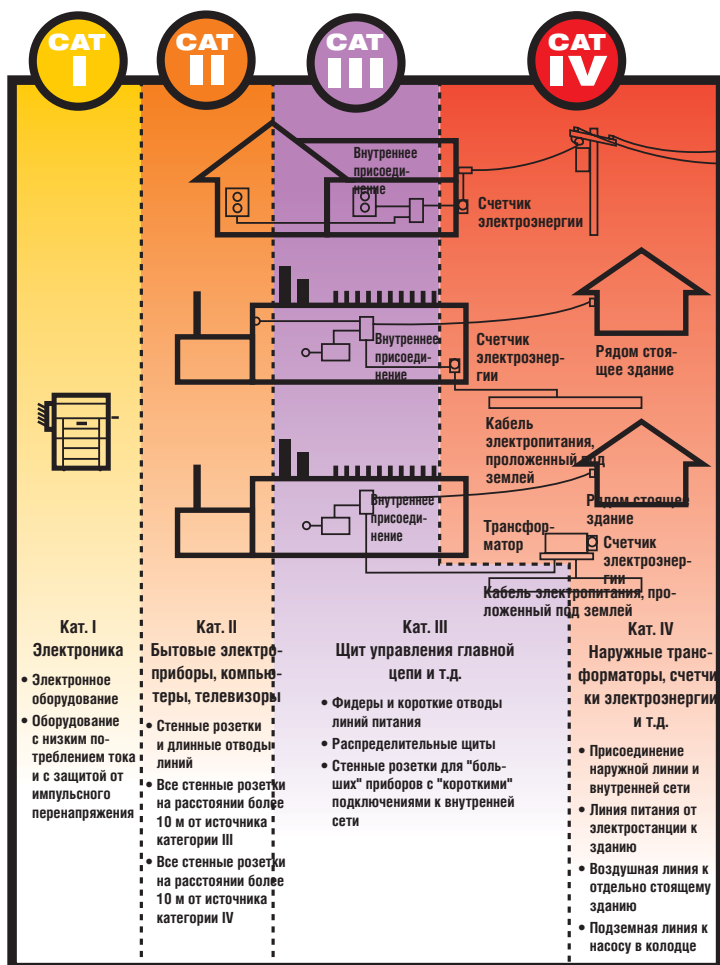 CAT
I
CAT
II
CAT
III
CAT
IV
Внутреннее
присоеди-
нение
Счетчик
электроэнергии
Внутреннее
присоеди-
нение
Счетчик
электроэнер-
гии
Рядом стоя-
щее здание
Кабель
электропитания,
проложенный под
землей
Внутреннее
присоеди-
нение
Рядом стоящее
здание
Трансфор-
матор
Счетчик
электроэнер-
гии
Кабель электропитания, про-
ложенный под землей
Кат. I
Электроника
• Электронное
оборудование
• Оборудование
с низким по-
треблением тока
и с защитой от
импульсного
перенапряжения
Кат. II
Бытовые электро-
приборы, компью-
теры, телевизоры
• Стенные розетки
и длинные отводы
линий
• Все стенные розетки
на расстоянии более
10 м от источника
категории III
• Все стенные розетки
на расстоянии более
10 м от источника
категории IV
Кат. III
Щит управления главной
цепи и т.д.
• Фидеры и короткие отводы
линий питания
• Распределительные щиты
• Стенные розетки для "боль-
ших" приборов с "короткими"
подключениями к внутренней
сети
Кат. IV
Наружные транс-
форматоры, счетчи
ки электроэнергии
и т.д.
• Присоединение
наружной линии и
внутренней сети
• Линия питания от
электростанции к
зданию
• Воздушная линия к
отдельно стоящему
зданию
• Подземная линия к
насосу в колодце